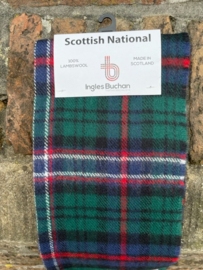 Scottish National
100% LAMBSWOOL
MADE IN SCOTLAND
Ingles Buchan